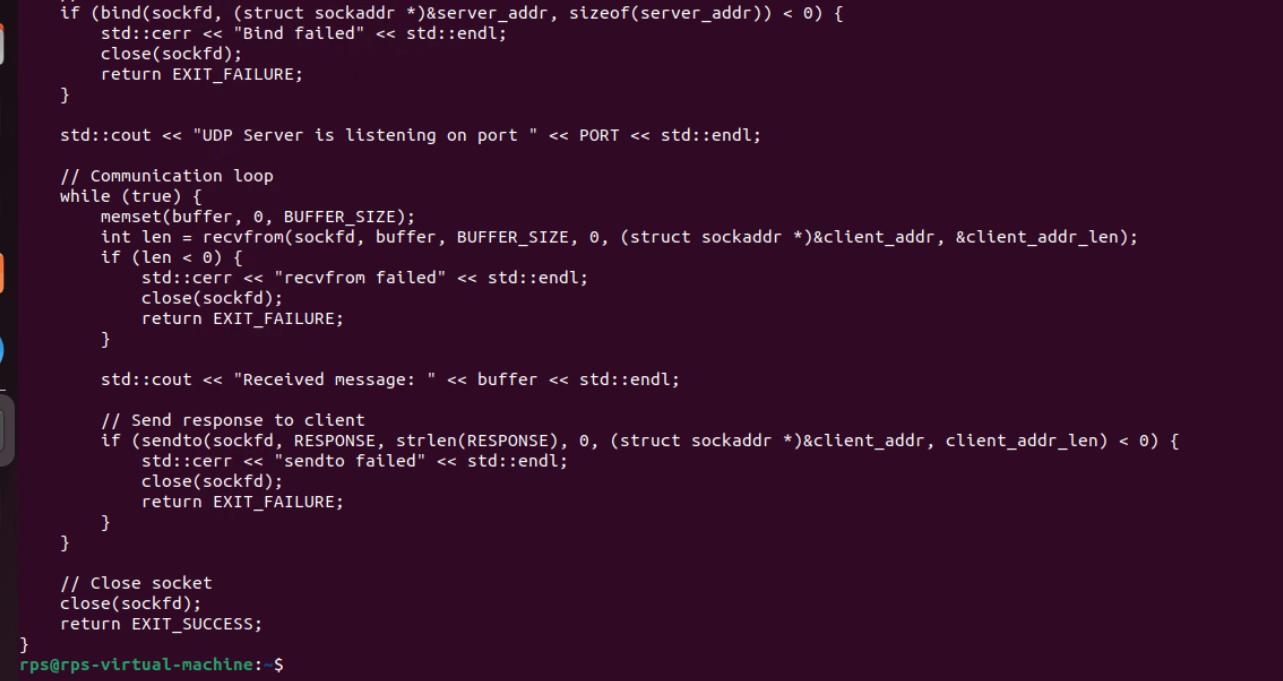 if (bind(sockfd, (struct sockaddr *)&server_addr, sizeof(server_addr)) < 0) {
        std::cerr << "Bind failed" << std::endl;
        close(sockfd);
        return EXIT_FAILURE;
    }

    std::cout << "UDP Server is listening on port " << PORT << std::endl;

    // Communication loop
    while (true) {
        memset(buffer, 0, BUFFER_SIZE);
        int len = recvfrom(sockfd, buffer, BUFFER_SIZE, 0, (struct sockaddr *)&client_addr, &client_addr_len);
        if (len < 0) {
            std::cerr << "recvfrom failed" << std::endl;
            close(sockfd);
            return EXIT_FAILURE;
        }

        std::cout << "Received message: " << buffer << std::endl;

        // Send response to client
        if (sendto(sockfd, RESPONSE, strlen(RESPONSE), 0, (struct sockaddr *)&client_addr, client_addr_len) < 0) {
            std::cerr << "sendto failed" << std::endl;
            close(sockfd);
            return EXIT_FAILURE;
        }
    }

    // Close socket
    close(sockfd);
    return EXIT_SUCCESS;
}
rps@rps-virtual-machine:~$